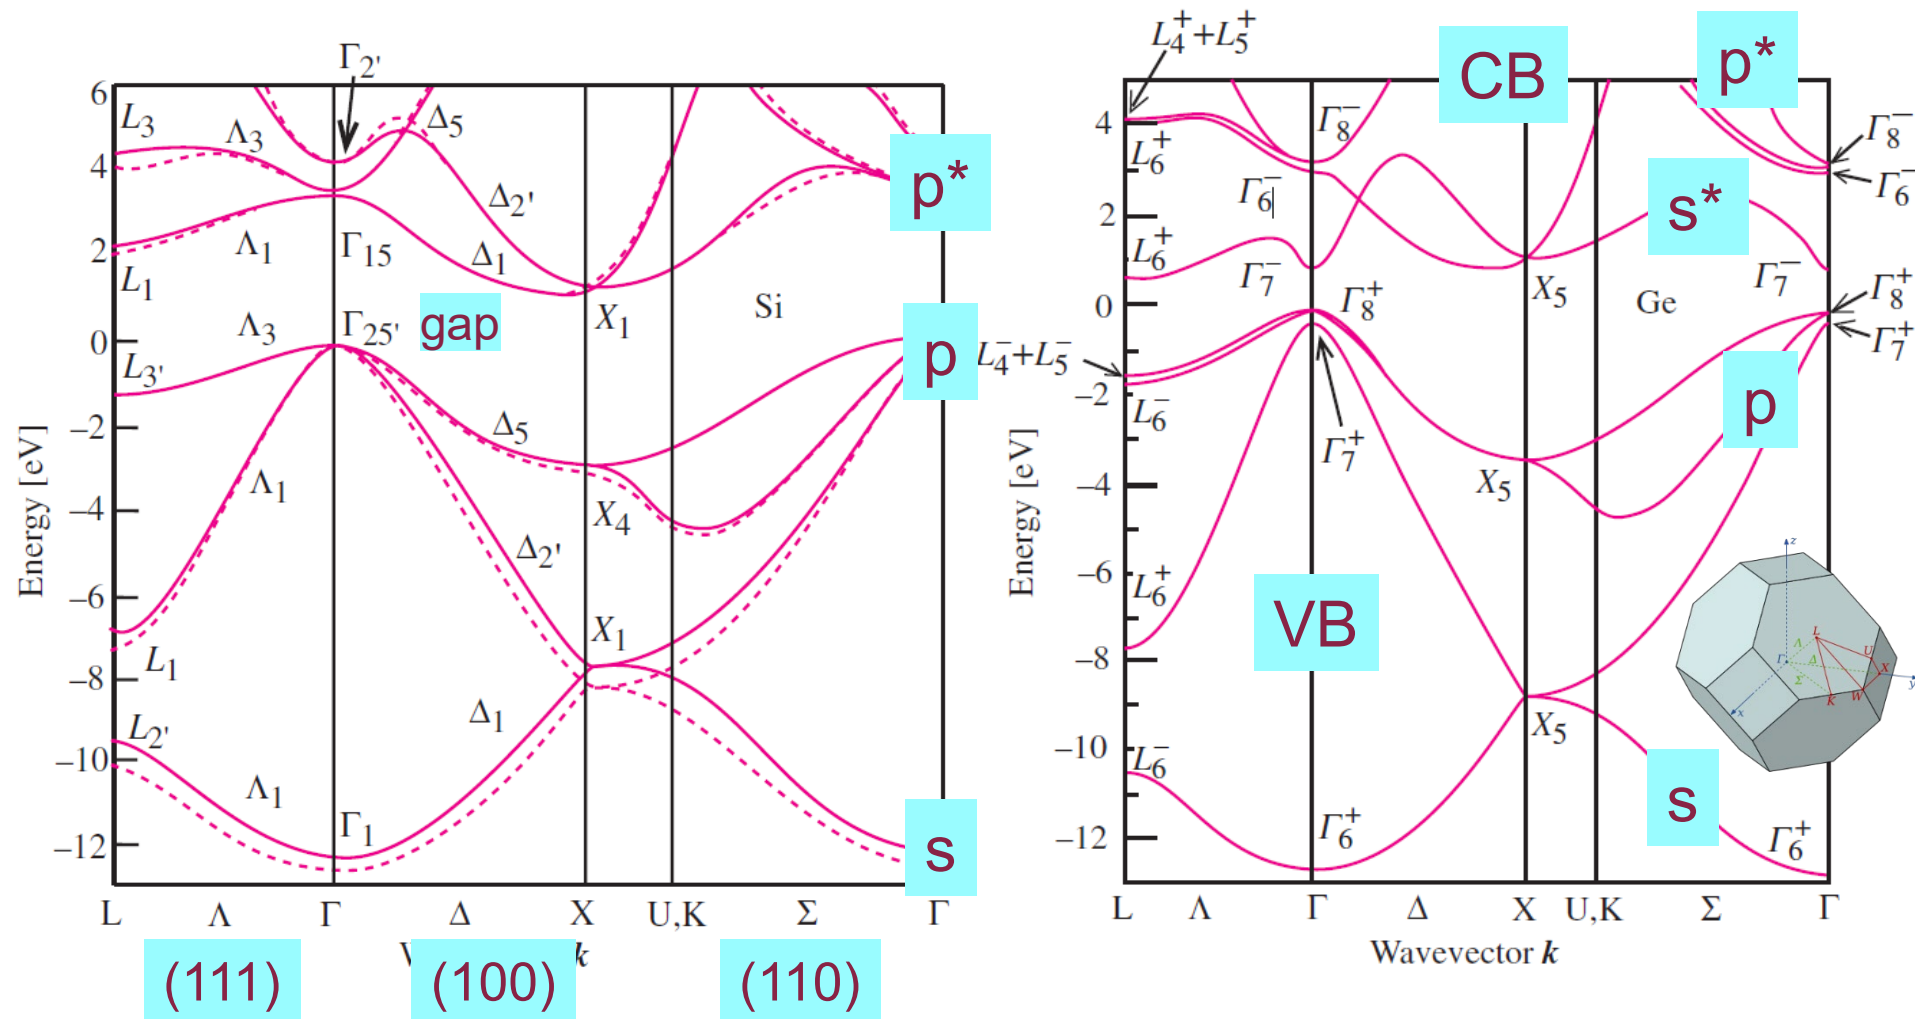 Γ2'
6
L3
Λ3
Δ5
4
p*
Δ2'
2
Λ1
Γ15
Δ1
L1
gap
X1
Si
Λ3
Γ25'
0
p
L3'
−2
Δ5
Λ1
−4
X4
Δ2'
Energy [eV]
−6
X1
L1
−8
Δ1
L2'
−10
Λ1
Γ1
s
−12
L Λ Γ Δ X U,K Σ Γ
k
(111) (100) (110)
L4+ + L5+
CB
p*
4
Γ8−
Γ8−
L6+
Γ6−
Γ6−
s*
2
L6+
Γ7−
X5
Γ7−
Γ8+
Γ8+
0
Ge
Γ7+
L4− + L5−
−2
L6−
p
Γ7+
Energy [eV]
−4
X5
−6
L6+
VB
z
−8
L
Λ
U
Γ
Δ
X
y
Σ
K
W
x
X5
−10
L6−
s
−12
Γ6+
Γ6+
L Λ Γ Δ X U,K Σ Γ
Wavevector k